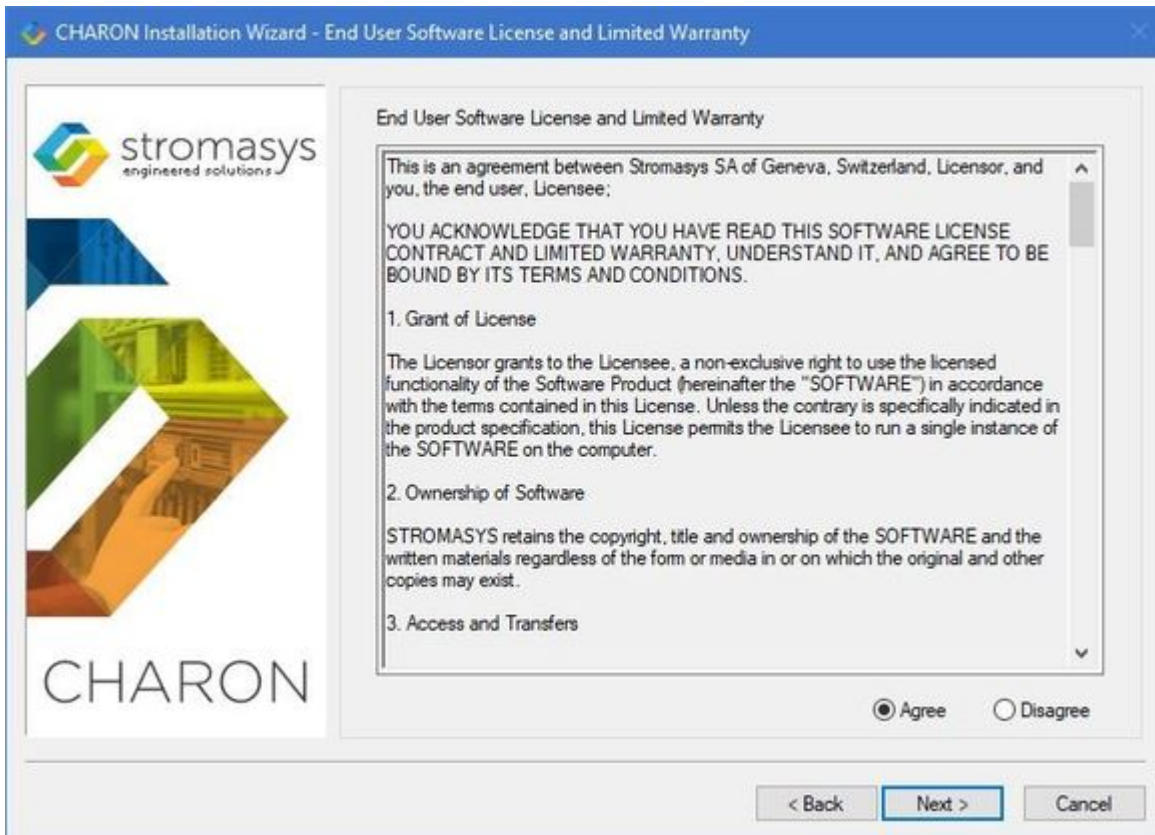 CHARON Installation Wizard - End User Software License and Limited Warranty
stromasys
engineered solutions
CHARON
End User Software License and Limited Warranty
This is an agreement between Stromasys SA of Geneva, Switzerland, Licensor, and
you, the end user, Licensee;
YOU ACKNOWLEDGE THAT YOU HAVE READ THIS SOFTWARE LICENSE
CONTRACT AND LIMITED WARRANTY, UNDERSTAND IT, AND AGREE TO BE
BOUND BY ITS TERMS AND CONDITIONS.
1. Grant of License
The Licensor grants to the Licensee, a non-exclusive right to use the licensed
functionality of the Software Product (hereinafter the "SOFTWARE") in accordance
with the terms contained in this License. Unless the contrary is specifically indicated in
the product specification, this License permits the Licensee to run a single instance of
the SOFTWARE on the computer.
2. Ownership of Software
STROMASYS retains the copyright, title and ownership of the SOFTWARE and the
written materials regardless of the form or media in or on which the original and other
copies may exist.
3. Access and Transfers
Agree
Disagree
< Back
Next >
Cancel